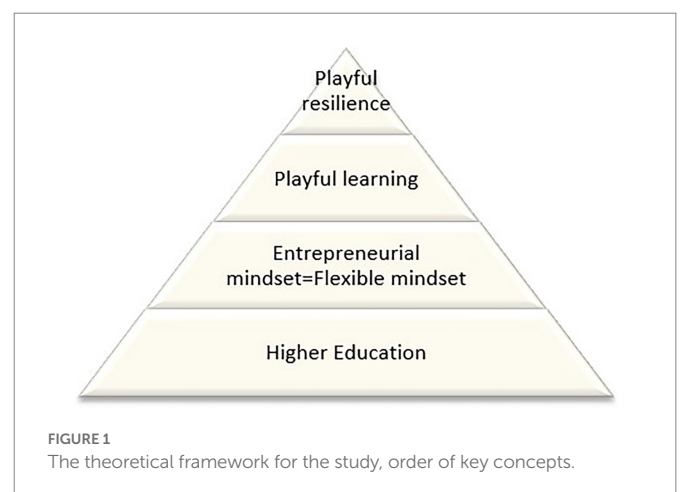 Playful
resilience
Playful learning
Entrepreneurial
mindset=Flexible mindset
Higher Education
FIGURE 1
The theoretical framework for the study, order of key concepts.